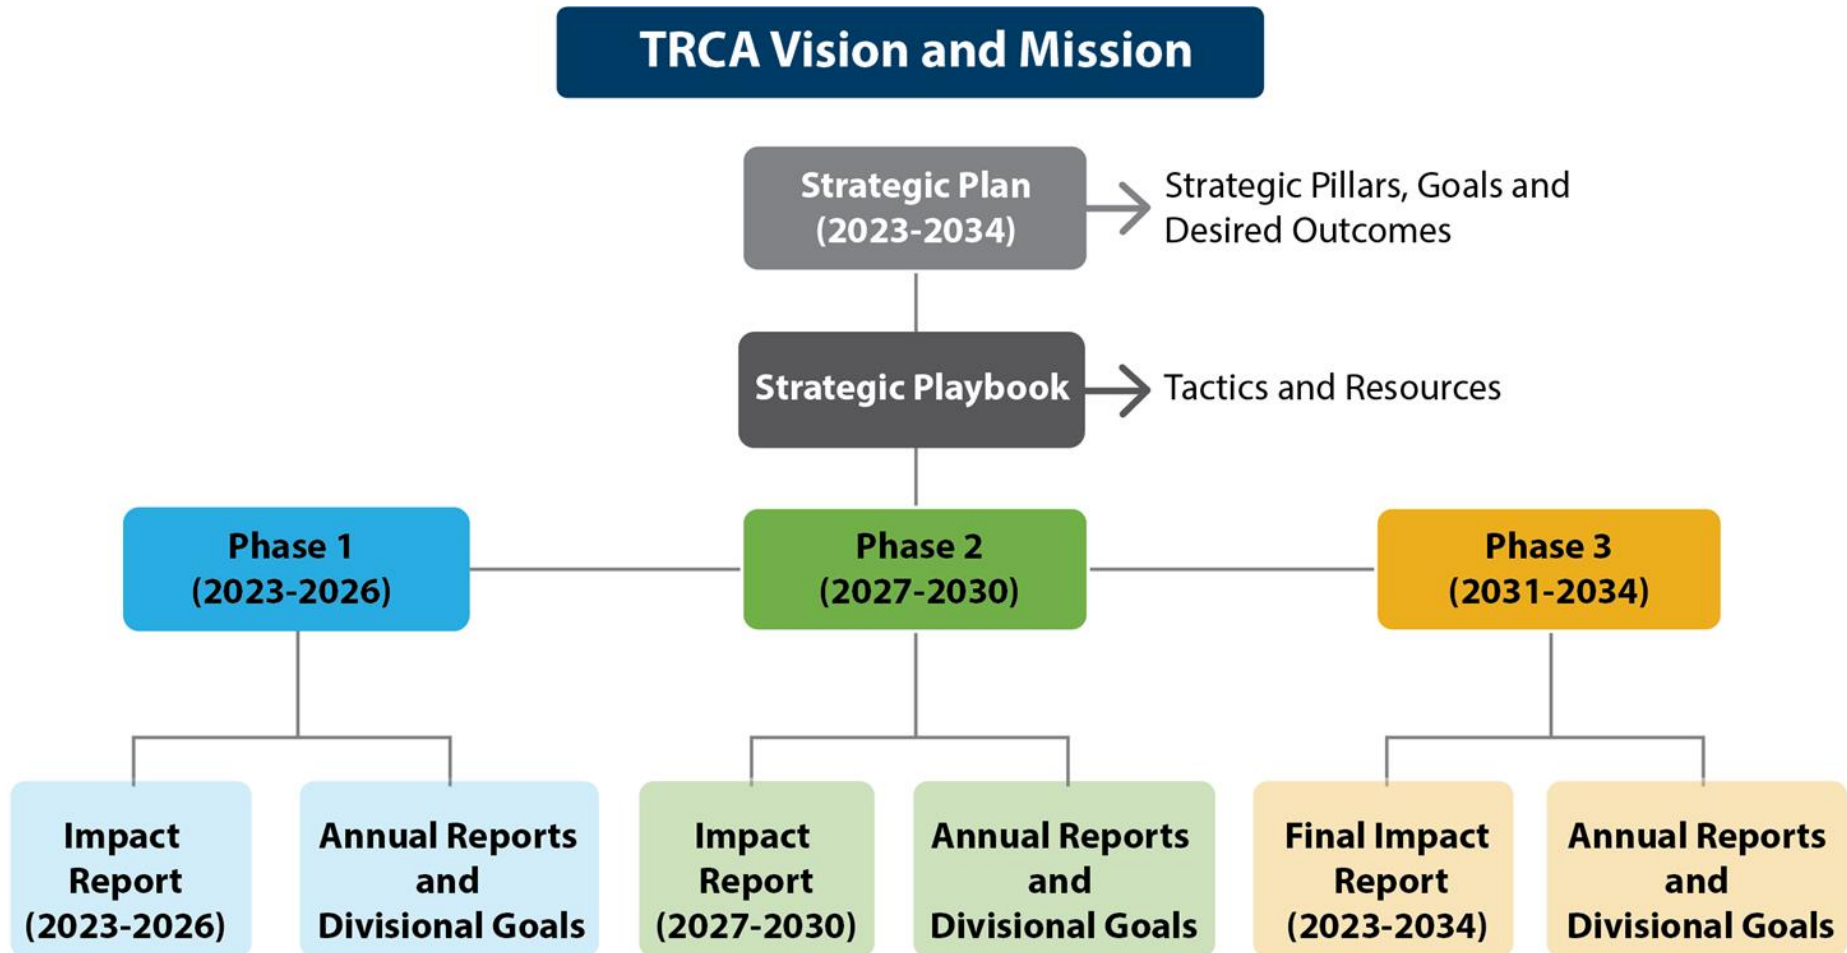 TRCA Vision and Mission
Strategic Plan
(2023-2034)
Strategic Pillars, Goals and
Desired Outcomes
Strategic Playbook
Tactics and Resources
Phase 1
(2023-2026)
Phase 2
(2027-2030)
Phase 3
(2031-2034)
Impact
Report
(2023-2026)
Annual Reports
and
Divisional Goals
Impact
Report
(2027-2030)
Annual Reports
and
Divisional Goals
Final Impact
Report
(2023-2034)
Annual Reports
and
Divisional Goals